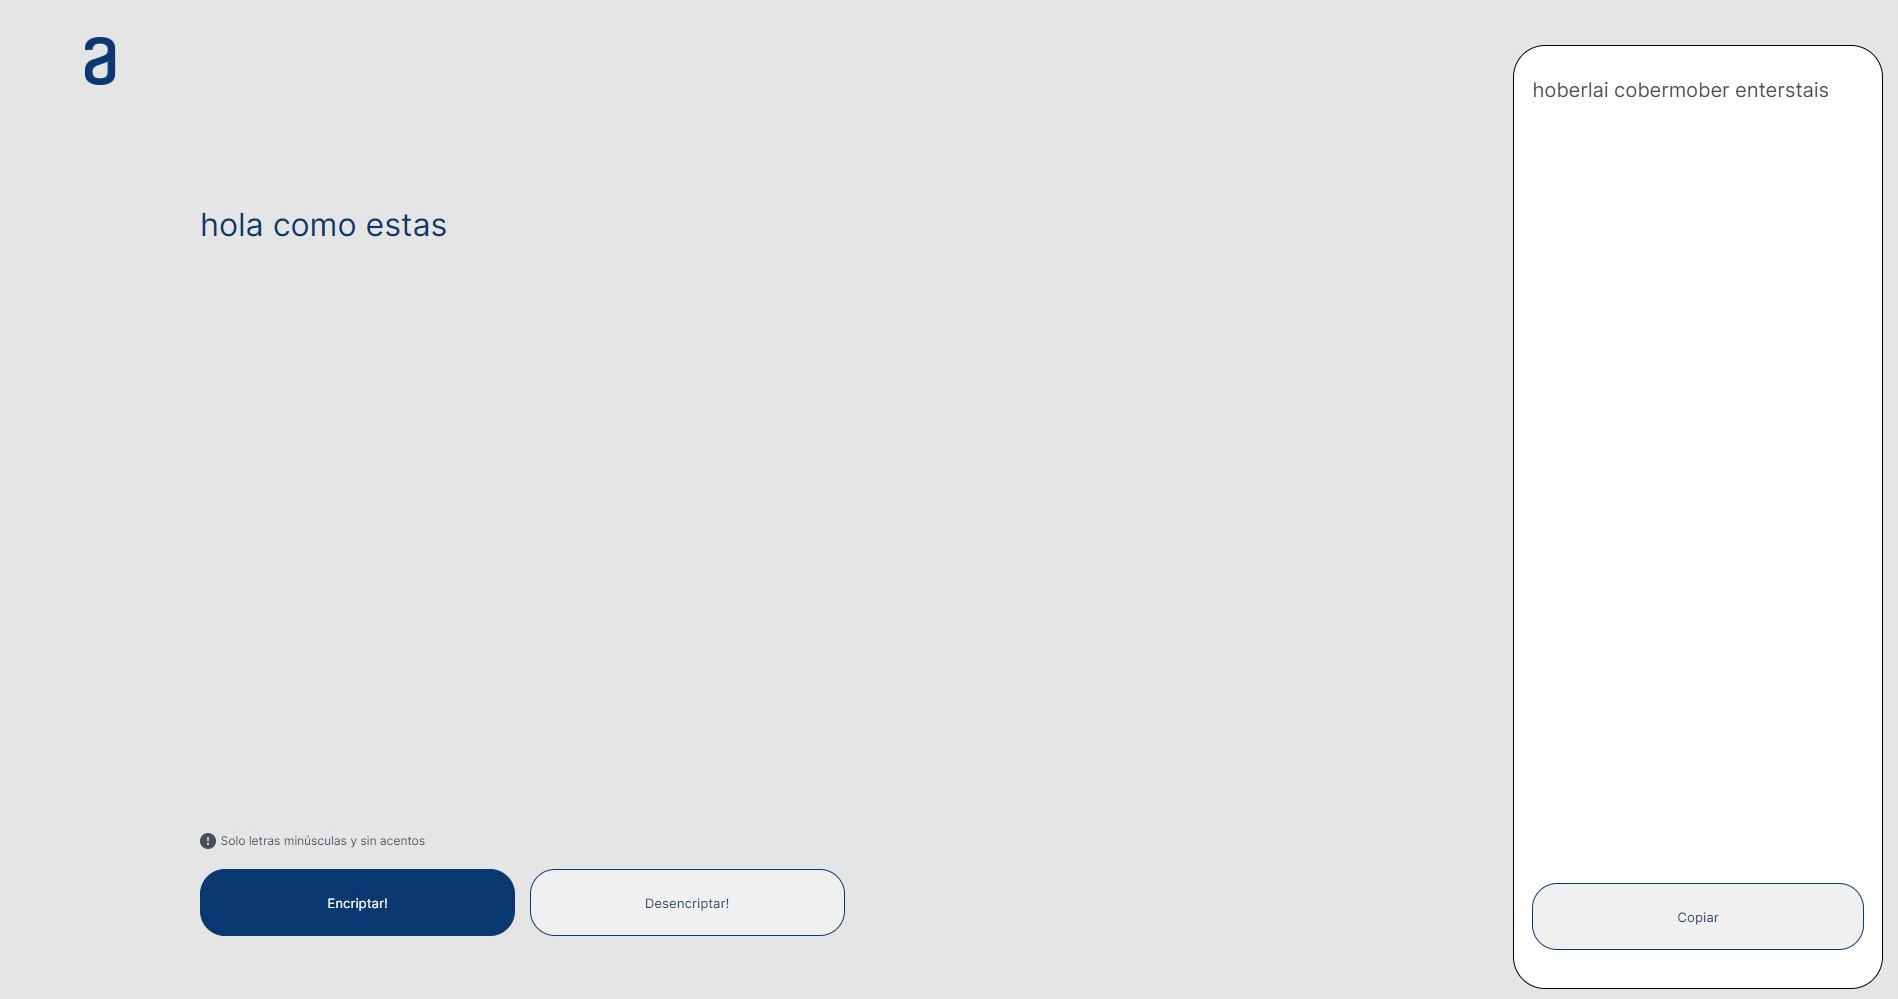 a
hola como estas
Solo letras minúsculas y sin acentos
Encriptar!
Desencriptar!
hoberlai cobermober enterstais
Copiar